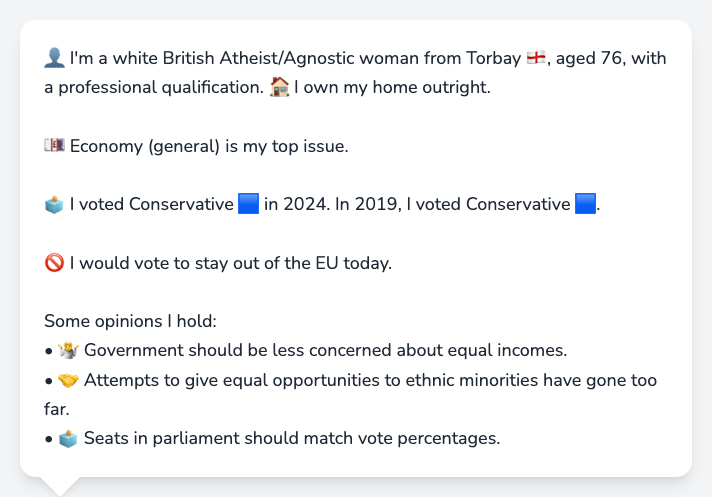 👤 I'm a white British Atheist/Agnostic woman from Torbay 🏴󠁧󠁢󠁥󠁮󠁧󠁿, aged 76, with
a professional qualification. 🏠 I own my home outright.
💷 Economy (general) is my top issue.
🗳️ I voted Conservative 🟦 in 2024. In 2019, I voted Conservative 🟦.
🚫 I would vote to stay out of the EU today.
Some opinions I hold:
• 🤷 Government should be less concerned about equal incomes.
• 🤝 Attempts to give equal opportunities to ethnic minorities have gone too
far.
• 🗳️ Seats in parliament should match vote percentages.